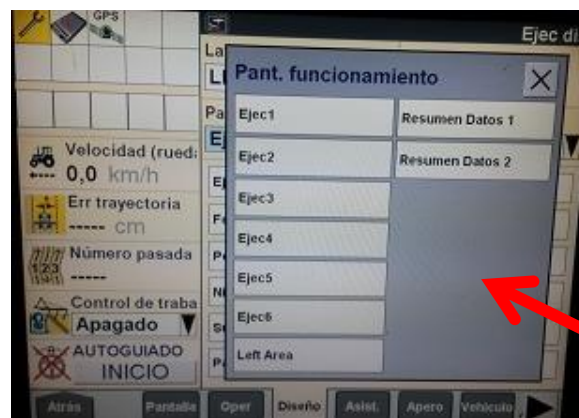 GPS
Ejec di
La
Pant. funcionamiento
Pa
Ejec1
Resumen Datos 1
Ejec2
Resumen Datos 2
Ejec3
Ejec4
Ejec5
Ejec6
Left Area
Velocidad (rued
0,0 km/h
Err trayectoria
----- cm
Número pasada
123
-----
Control de traba
Apagado
AUTOGUIADO
INICIO
Atrás
Pantalla
Oper
Diseño
Asist.
Apero
Vehículo